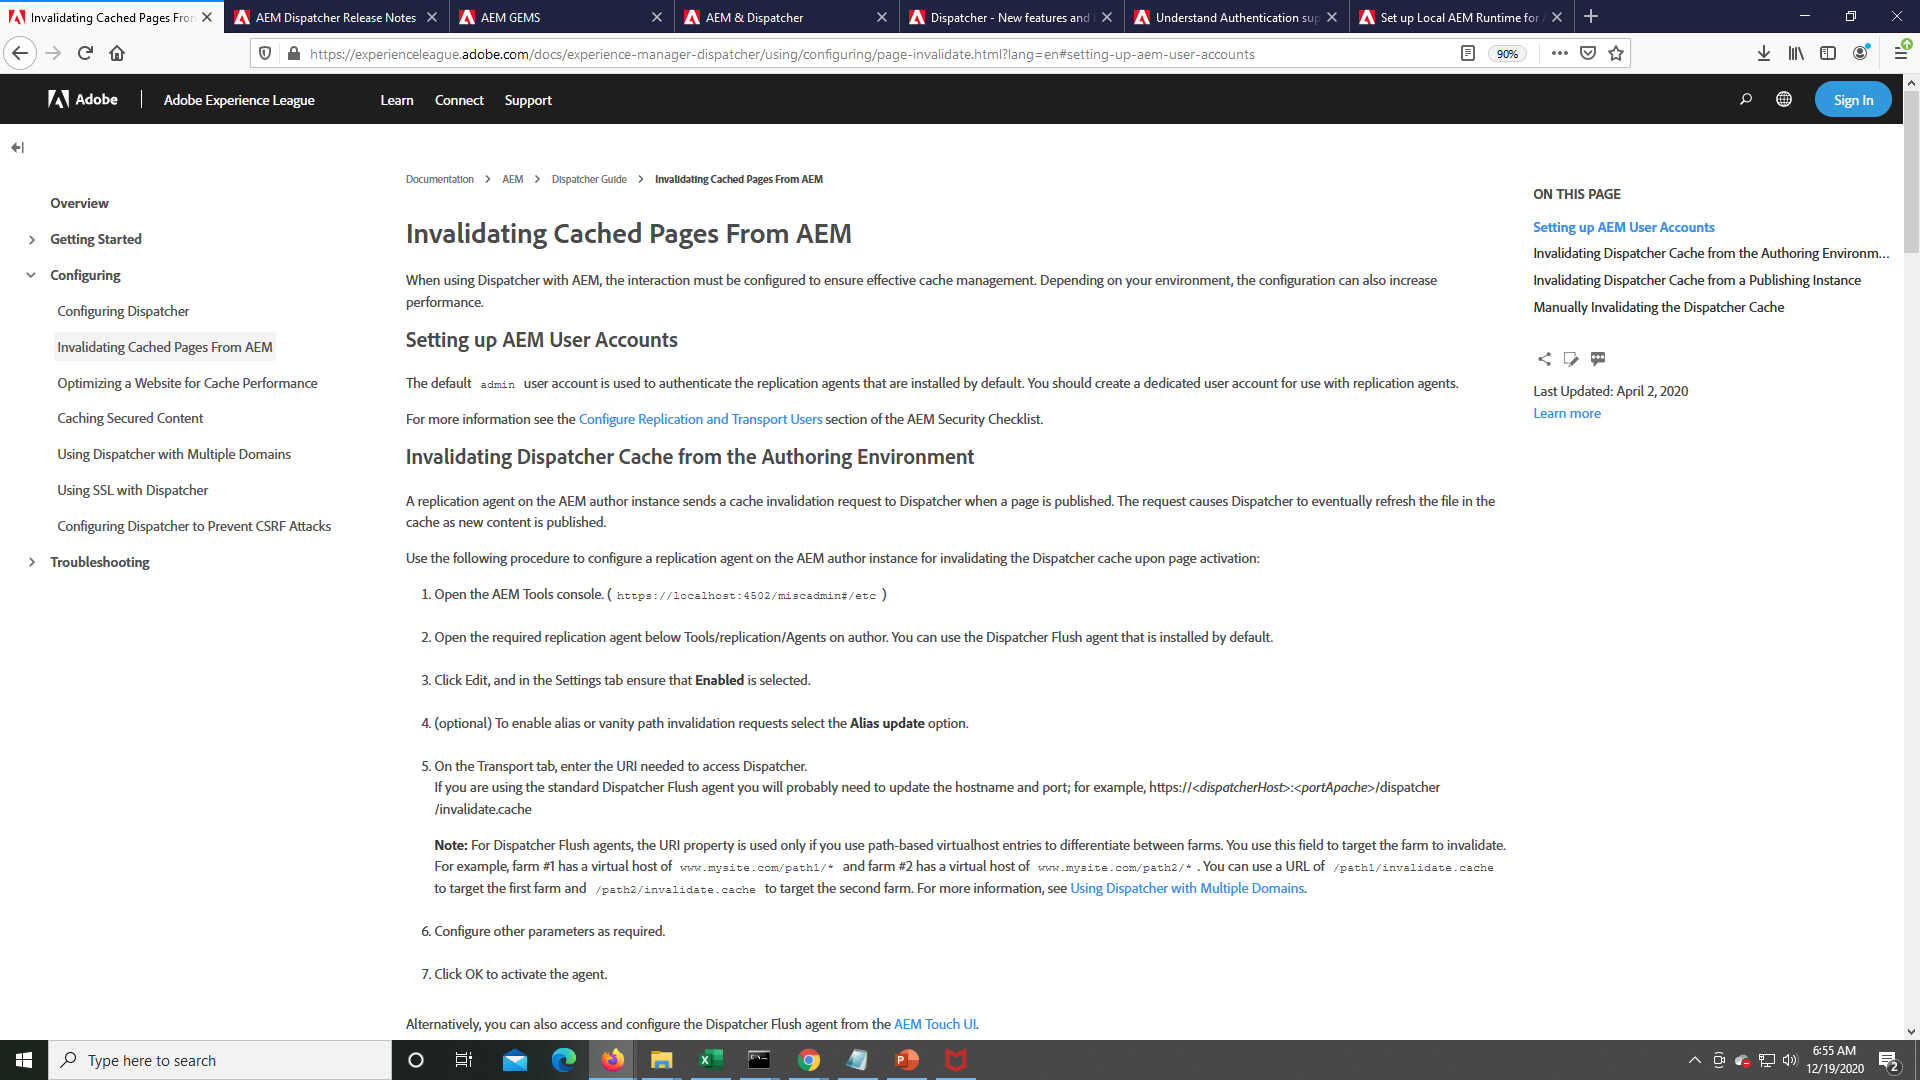 Invalidating Cached Pages From
AEM Dispatcher Release Notes
AEM GEMS
AEM & Dispatcher
Dispatcher - New features and
Understand Authentication sup
Set up Local AEM Runtime for
https://experienceleague.adobe.com/docs/experience-manager-dispatcher/using/configuring/page-invalidate.html?lang=en#setting-up-aem-user-accounts
90%
Adobe
Adobe Experience League
Learn
Connect
Support
Sign In
Documentation > AEM > Dispatcher Guide > Invalidating Cached Pages From AEM
Overview
Getting Started
Configuring
Configuring Dispatcher
Invalidating Cached Pages From AEM
Optimizing a Website for Cache Performance
Caching Secured Content
Using Dispatcher with Multiple Domains
Using SSL with Dispatcher
Configuring Dispatcher to Prevent CSRF Attacks
Troubleshooting
Invalidating Cached Pages From AEM
When using Dispatcher with AEM, the interaction must be configured to ensure effective cache management. Depending on your environment, the configuration can also increase
performance.
Setting up AEM User Accounts
The default admin user account is used to authenticate the replication agents that are installed by default. You should create a dedicated user account for use with replication agents.
For more information see the Configure Replication and Transport Users section of the AEM Security Checklist.
Invalidating Dispatcher Cache from the Authoring Environment
A replication agent on the AEM author instance sends a cache invalidation request to Dispatcher when a page is published. The request causes Dispatcher to eventually refresh the file in the
cache as new content is published.
Use the following procedure to configure a replication agent on the AEM author instance for invalidating the Dispatcher cache upon page activation:
1. Open the AEM Tools console. ( https://localhost:4502/miscadmin#/etc )
2. Open the required replication agent below Tools/replication/Agents on author. You can use the Dispatcher Flush agent that is installed by default.
3. Click Edit, and in the Settings tab ensure that Enabled is selected.
4. (optional) To enable alias or vanity path invalidation requests select the Alias update option.
5. On the Transport tab, enter the URI needed to access Dispatcher.
If you are using the standard Dispatcher Flush agent you will probably need to update the hostname and port; for example, https://<dispatcherHost>:<portApache>/dispatcher
/invalidate.cache
Note: For Dispatcher Flush agents, the URI property is used only if you use path-based virtualhost entries to differentiate between farms. You use this field to target the farm to invalidate.
For example, farm #1 has a virtual host of www.mysite.com/path1/* and farm #2 has a virtual host of www.mysite.com/path2/* . You can use a URL of /path1/invalidate.cache
to target the first farm and /path2/invalidate.cache to target the second farm. For more information, see Using Dispatcher with Multiple Domains.
6. Configure other parameters as required.
7. Click OK to activate the agent.
Alternatively, you can also access and configure the Dispatcher Flush agent from the AEM Touch UI.
ON THIS PAGE
Setting up AEM User Accounts
Invalidating Dispatcher Cache from the Authoring Environm...
Invalidating Dispatcher Cache from a Publishing Instance
Manually Invalidating the Dispatcher Cache
Last Updated: April 2, 2020
Learn more
Type here to search
6:55 AM
12/19/2020
2